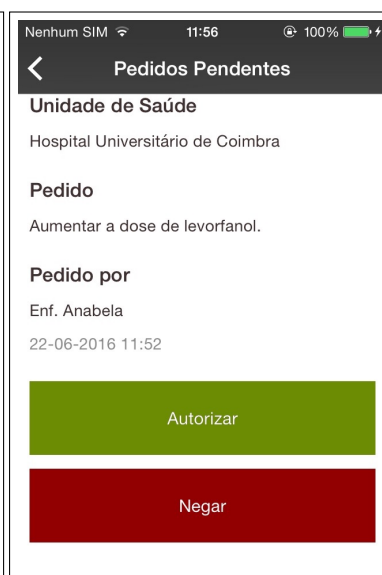 Nenhum SIM 11:56 100%
Pedidos Pendentes
Unidade de Saúde
Hospital Universitário de Coimbra
Pedido
Aumentar a dose de levorfanol.
Pedido por
Enf. Anabela
22-06-2016 11:52
Autorizar
Negar